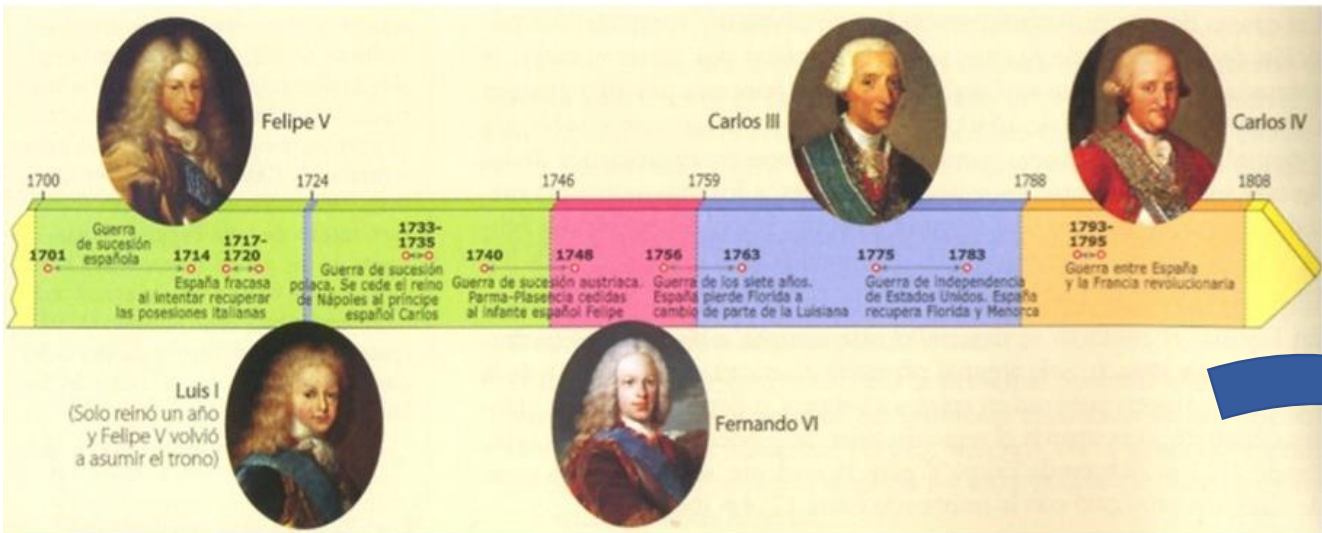 Felipe V
Carlos III
Carlos IV
1700
1724
1746
1759
1788
1808
Guerra
de sucesión
española
1701
1714
1717-
1720
España fracasa
al intentar recuperar
las posesiones italianas
1733-
1735
Guerra de sucesión
polaca. Se cede el reino
de Nápoles al príncipe
español Carlos
1740
1748
Guerra de sucesión austriaca.
Parma-Plasencia cedidas
al infante español Felipe
1756
1763
Guerra de los siete años.
España pierde Florida a
cambio de parte de la Luisiana
1775
1783
Guerra de independencia
de Estados Unidos. España
recupera Florida y Menorca
1793-
1795
Guerra entre España
y la Francia revolucionaria
Luis I
(Solo reinó un año
y Felipe V volvió
a asumir el trono)
Fernando VI